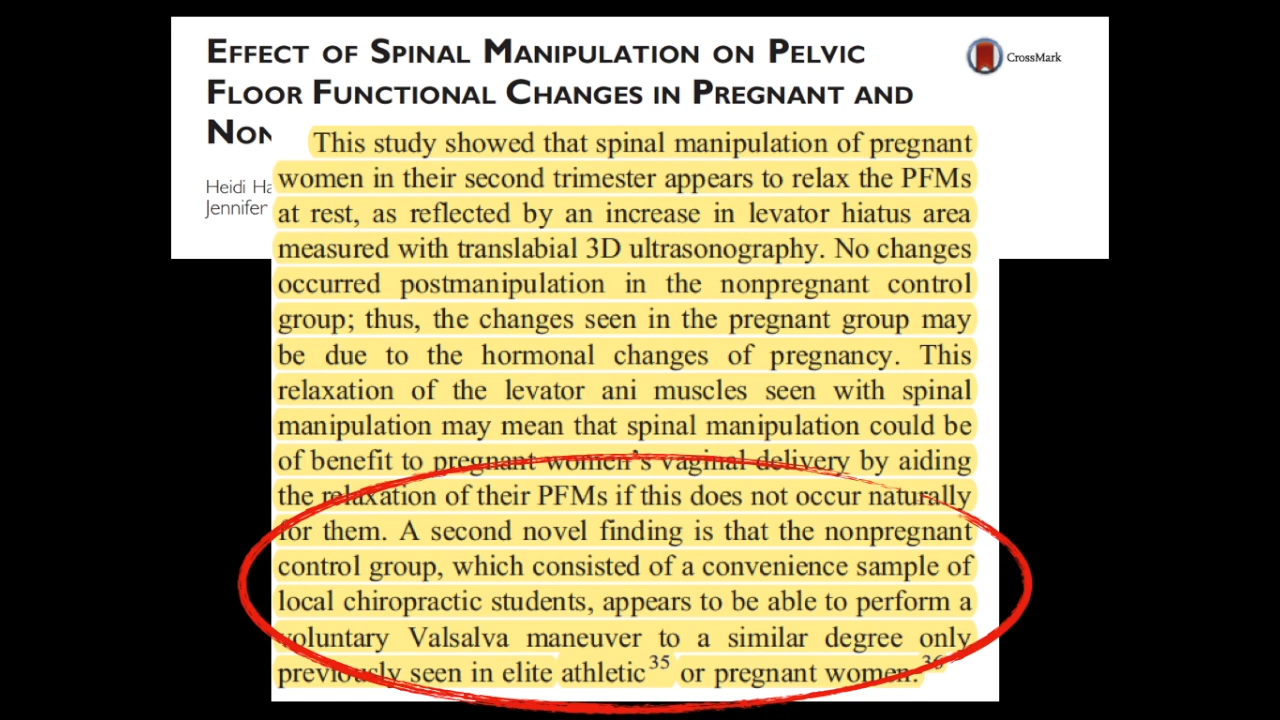 EFFECT OF SPINAL MANIPULATION ON PELVIC
FLOOR FUNCTIONAL CHANGES IN PREGNANT AND
CrossMark
Heidi
Jennifer
This study showed that spinal manipulation of pregnant
women in their second trimester appears to relax the PFMs
at rest, as reflected by an increase in levator hiatus area
measured with translabial 3D ultrasonography. No changes
occurred postmanipulation in the nonpregnant control
group; thus, the changes seen in the pregnant group may
be due to the hormonal changes of pregnancy. This
relaxation of the levator ani muscles seen with spinal
manipulation may mean that spinal manipulation could be
of benefit to pregnant women's vaginal delivery by aiding
the relaxation of their PFMs if this does not occur naturally
for them. A second novel finding is that the nonpregnant
control group, which consisted of a convenience sample of
local chiropractic students, appears to be able to perform a
voluntary Valsalva maneuver to a similar degree only
previously seen in elite athletic35 or pregnant women.36